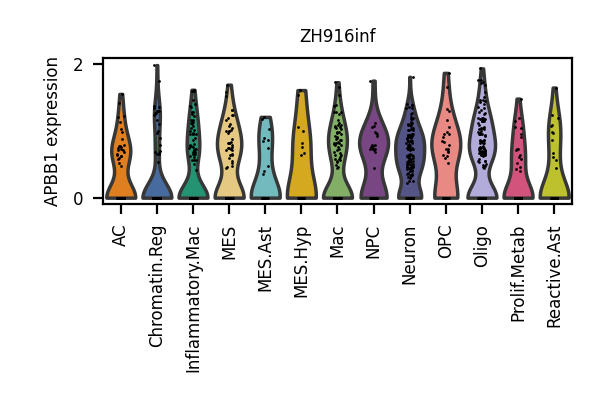 ZH916inf
APBB1 expression
2
0
AC
Chromatin.Reg
Inflammatory.Mac
MES
MES.Ast
MES.Hyp
Mac
NPC
Neuron
OPC
Oligo
Prolif.Metab
Reactive.Ast